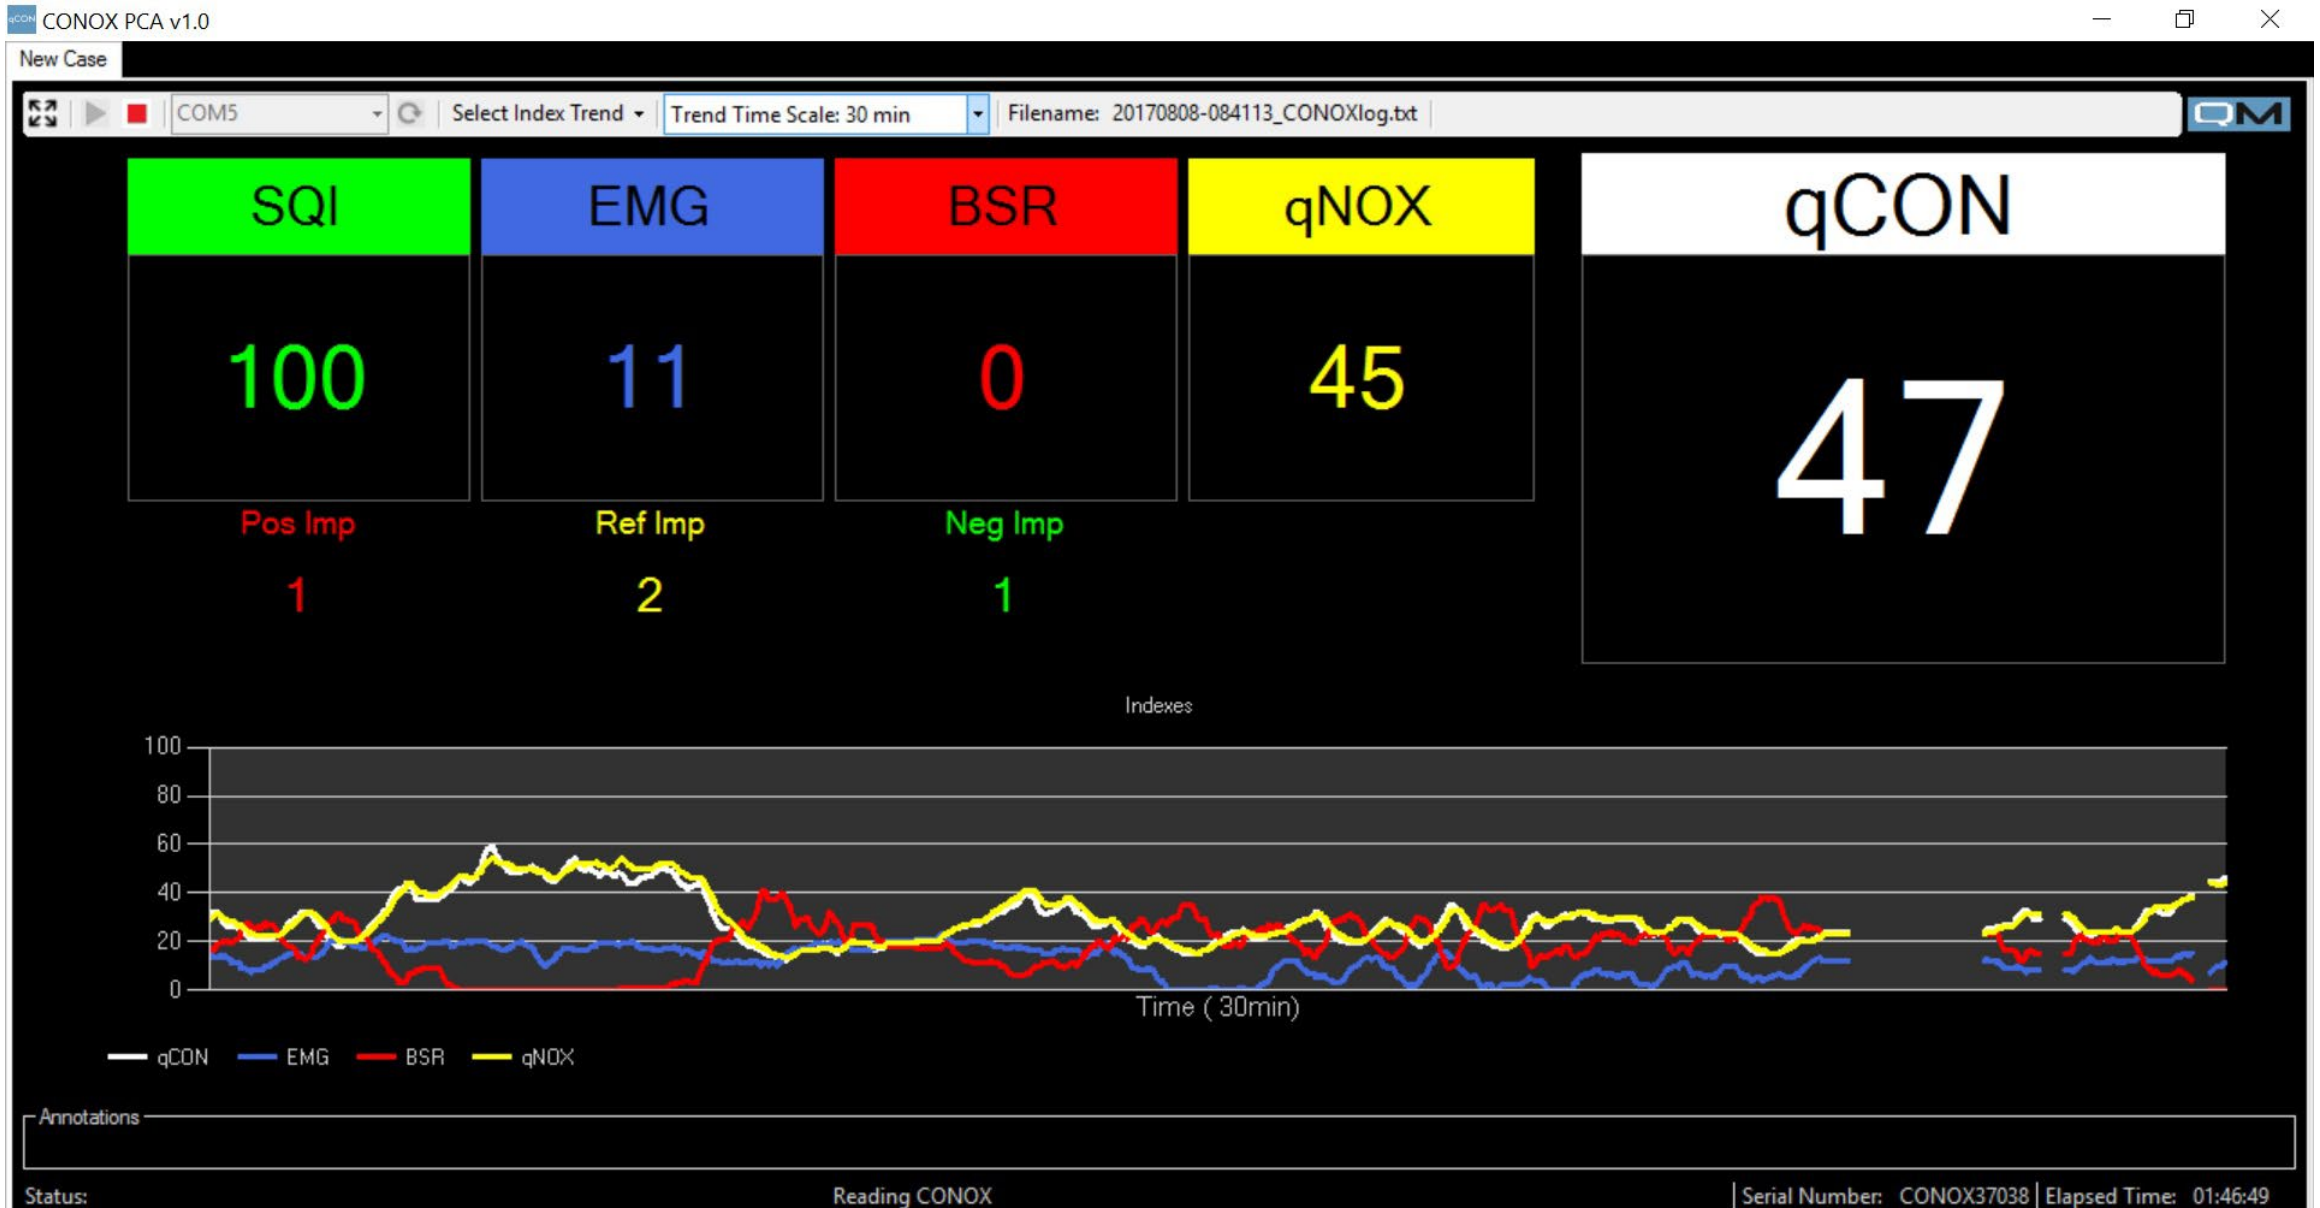 qCON CONOX PCA v1.0
New Case
COM5 Select Index Trend Trend Time Scale: 30 min Filename: 20170808-084113_CONOXlog.txt QM
SQI EMG BSR qNOX qCON
100 11 0 45 47
Pos Imp Ref Imp Neg Imp
1 2 1
Indexes
100
80
60
40
20
0
Time ( 30min)
qCON EMG BSR qNOX
Annotations
Status: Reading CONOX Serial Number: CONOX37038 Elapsed Time: 01:46:49